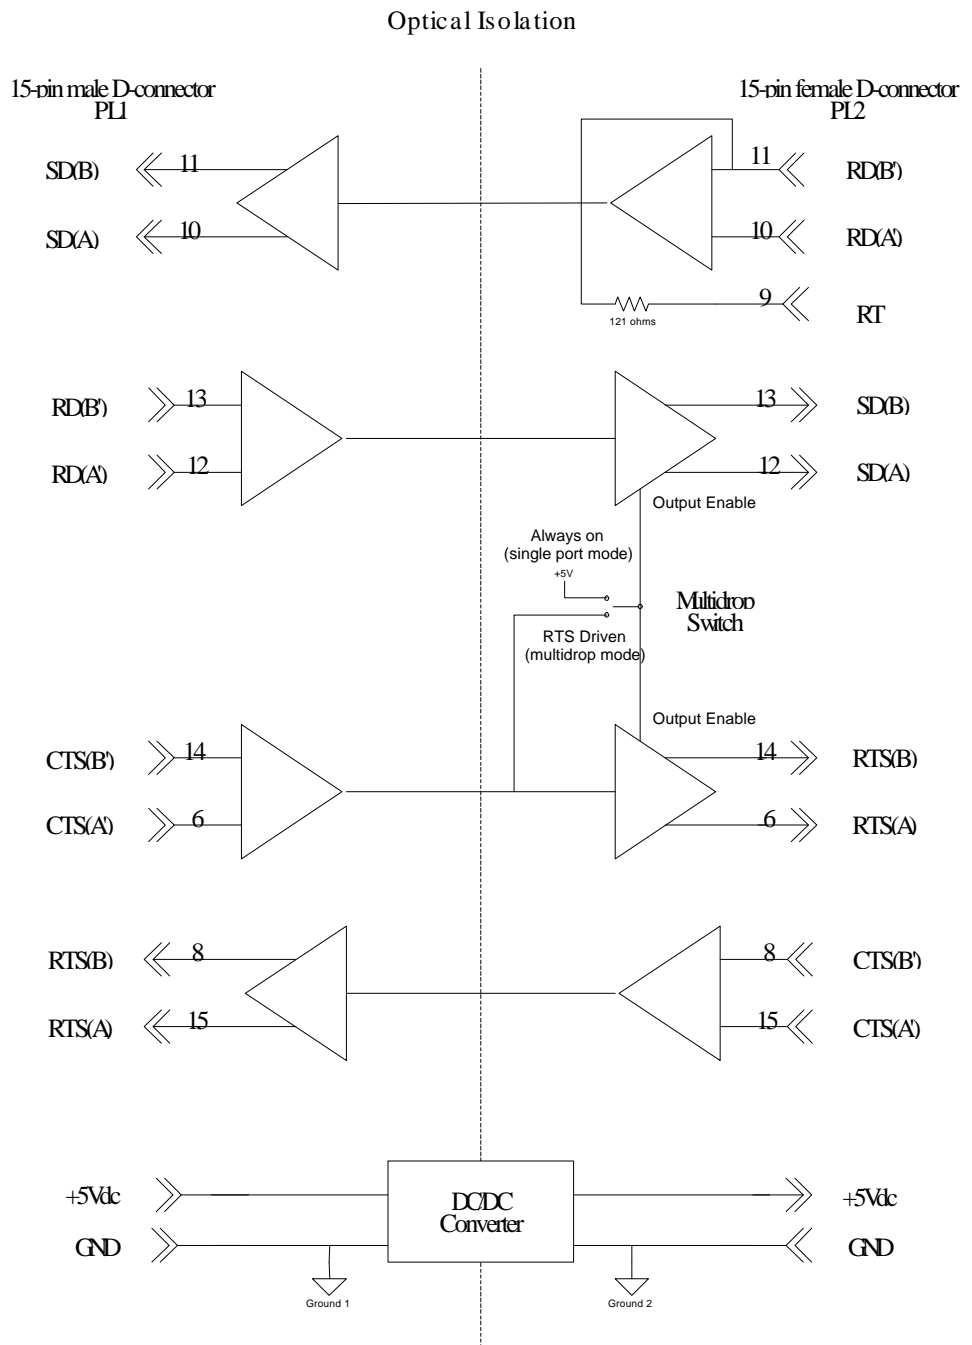 Optical Isolation
15-pin male D-connector
PL1
15-pin female D-connector
PL2
SD(B)
11
11
RD(B')
SD(A)
10
10
RD(A')
9
RT
121 ohms
RD(B')
13
13
SD(B)
RD(A')
12
12
SD(A)
Output Enable
Always on
(single port mode)
+5V
Multidrop
Switch
RTS Driven
(multidrop mode)
Output Enable
CTS(B')
14
14
RTS(B)
CTS(A')
6
6
RTS(A)
RTS(B)
8
8
CTS(B')
RTS(A)
15
15
CTS(A')
+5Vdc
DC/DC
Converter
+5Vdc
GND
GND
Ground 1
Ground 2